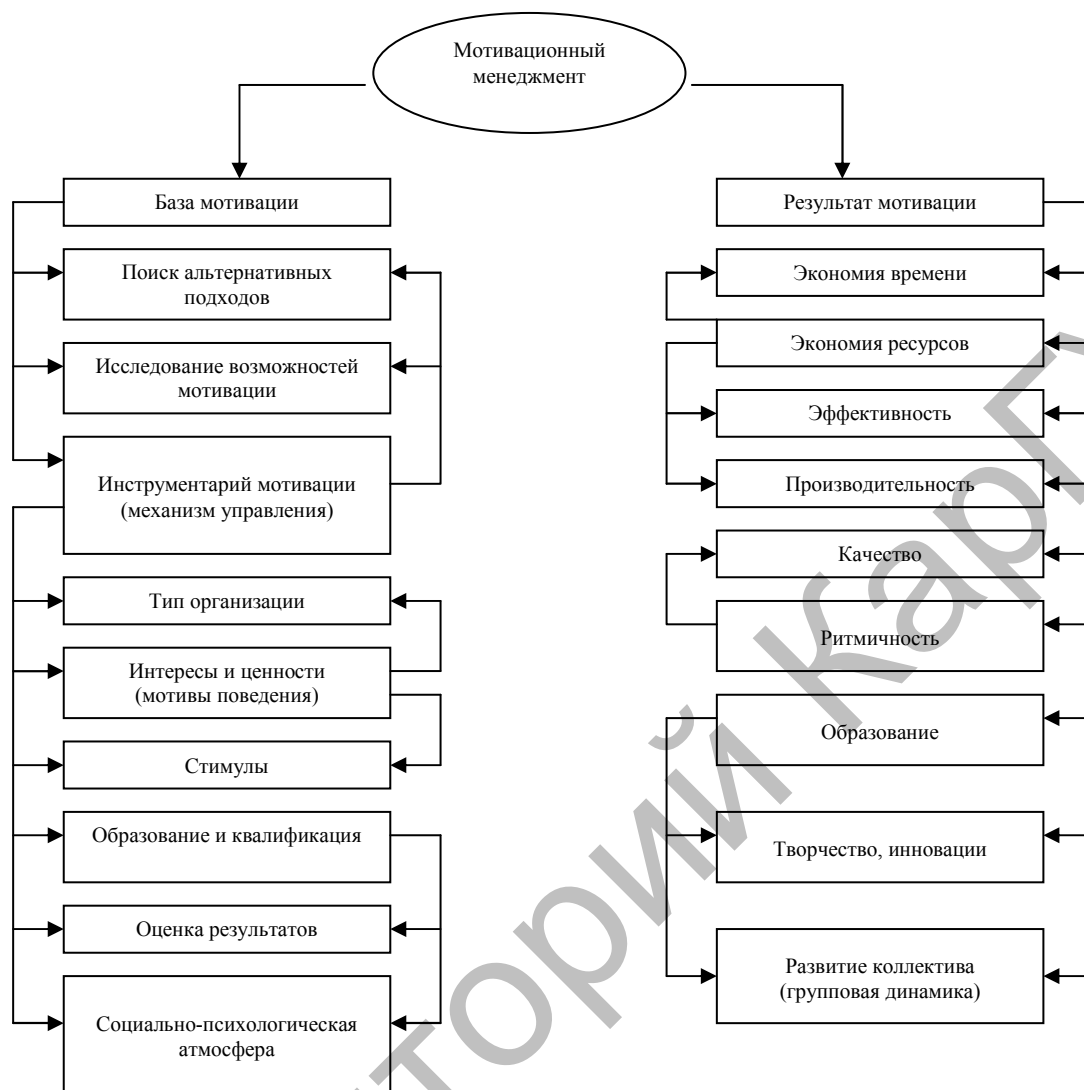 Мотивационный
менеджмент
База мотивации
Поиск альтернативных
подходов
Исследование возможностей
мотивации
Инструментарий мотивации
(механизм управления)
Тип организации
Интересы и ценности
(мотивы поведения)
Стимулы
Образование и квалификация
Оценка результатов
Социально-психологическая
атмосфера
Результат мотивации
Экономия времени
Экономия ресурсов
Эффективность
Производительность
Качество
Ритмичность
Образование
Творчество, инновации
Развитие коллектива
(групповая динамика)